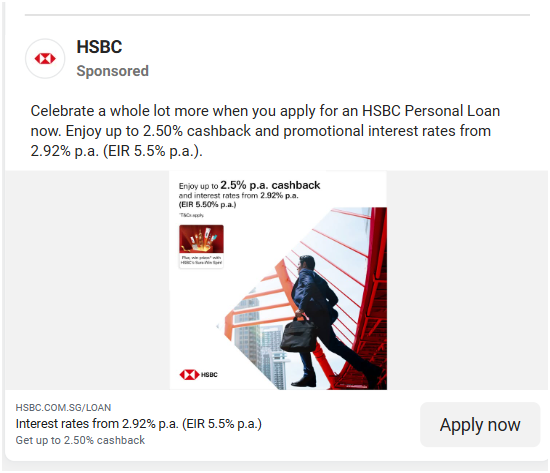 HSBC
Sponsored
Celebrate a whole lot more when you apply for an HSBC Personal Loan
now. Enjoy up to 2.50% cashback and promotional interest rates from
2.92% p.a. (EIR 5.5% p.a.).
Enjoy up to 2.5% p.a. cashback
and interest rates from 2.92% p.a.
(EIR 5.50% p.a.)
*T&Cs apply
Plus, win prizes* with
HSBC's Sure-Win Spin!
HSBC
HSBC.COM.SG/LOAN
Interest rates from 2.92% p.a. (EIR 5.5% p.a.)
Get up to 2.50% cashback
Apply now